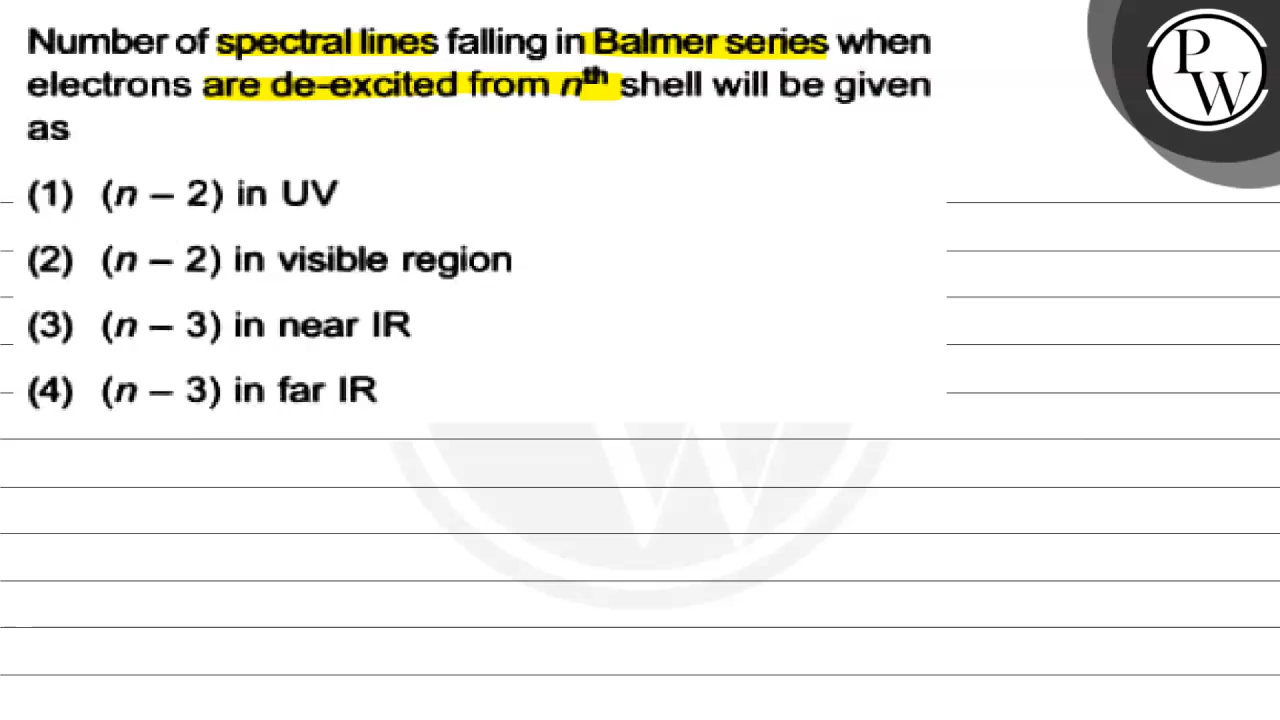 Number of spectral lines falling in Balmer series when
electrons are de-excited from nth shell will be given
as
(1) (n – 2) in UV
(2) (n – 2) in visible region
(3) (n – 3) in near IR
(4) (n – 3) in far IR
P
W